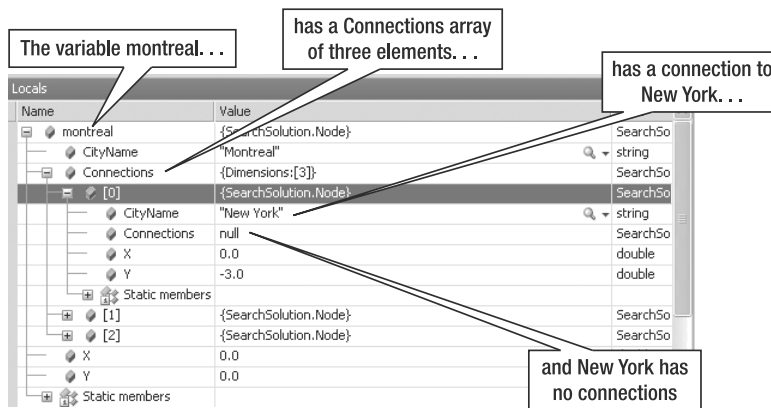 has a Connections array
of three elements. . .
The variable montreal. . .
has a connection to
New York. . .
Locals
Name Value
montreal {SearchSolution.Node} SearchSo
CityName "Montreal" string
Connections {Dimensions:[3]} SearchSo
[0] {SearchSolution.Node} SearchSo
CityName "New York" string
Connections null SearchSo
X 0.0 double
Y -3.0 double
Static members
[1] {SearchSolution.Node} SearchSo
[2] {SearchSolution.Node} SearchSo
X 0.0
Y 0.0
Static members
and New York has
no connections